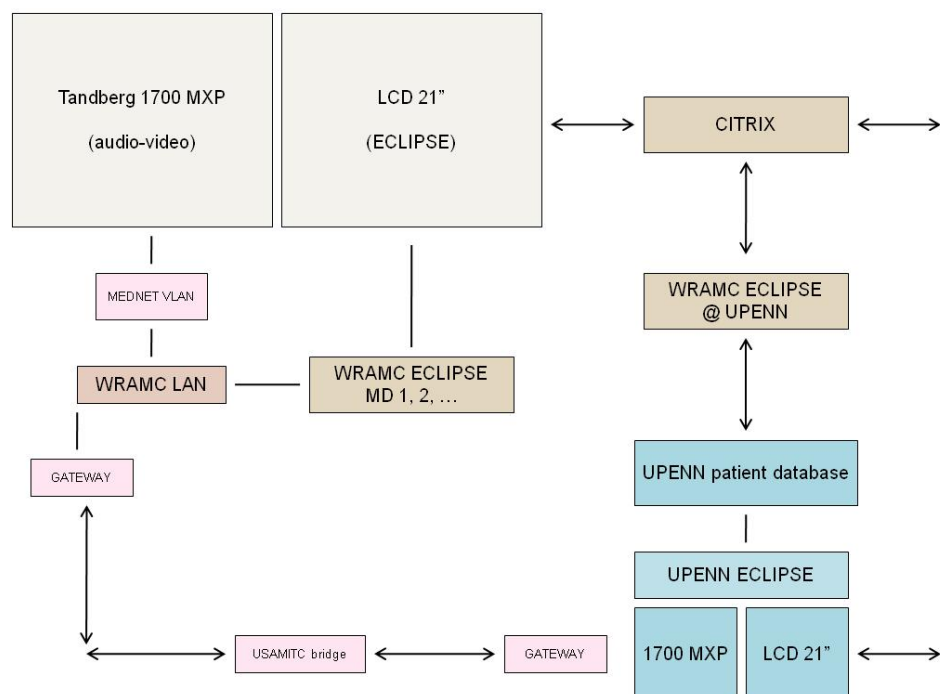 Tandberg 1700 MXP
(audio-video)
LCD 21”
(ECLIPSE)
CITRIX
MEDNET VLAN
WRAMC ECLIPSE
@ UPENN
WRAMC LAN
WRAMC ECLIPSE
MD 1, 2, …
GATEWAY
UPENN patient database
UPENN ECLIPSE
USAMITC bridge
GATEWAY
1700 MXP
LCD 21”